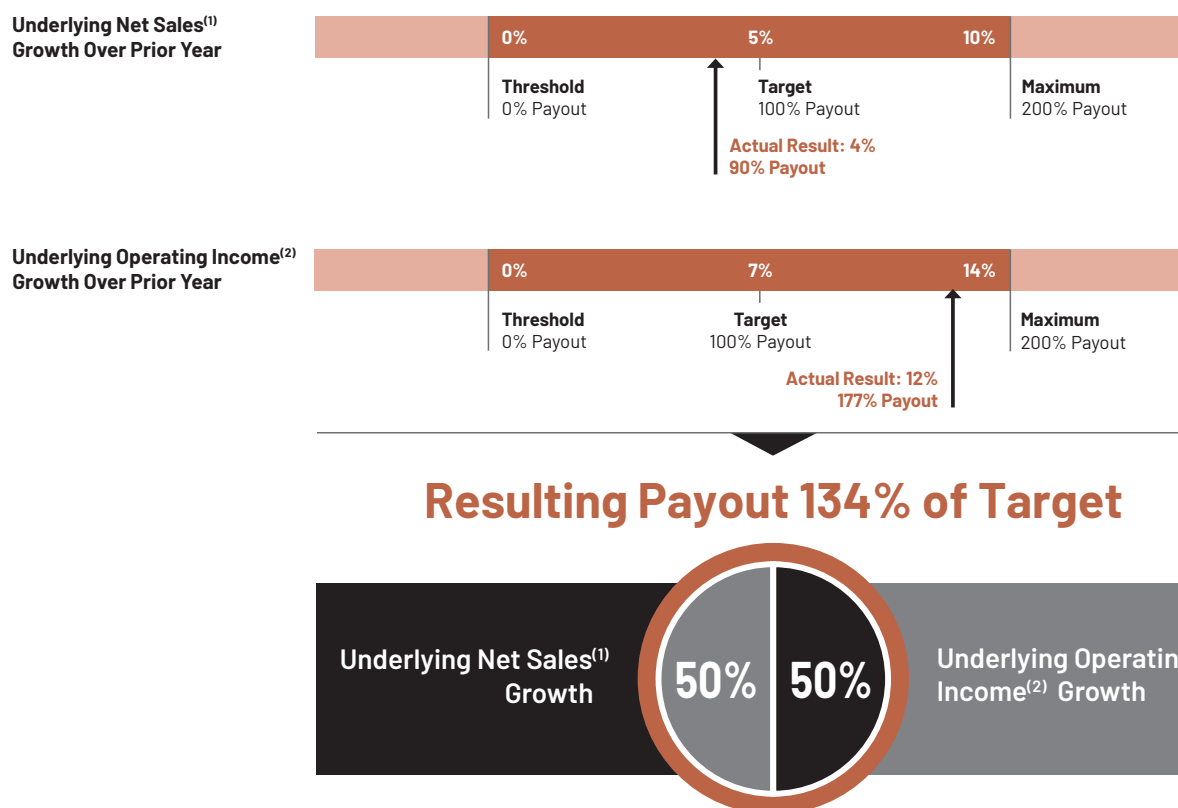 Underlying Net Sales(1)
Growth Over Prior Year
0%
5%
10%
Threshold
0% Payout
Target
100% Payout
Maximum
200% Payout
Actual Result: 4%
90% Payout
Underlying Operating Income(2)
Growth Over Prior Year
0%
7%
14%
Threshold
0% Payout
Target
100% Payout
Maximum
200% Payout
Actual Result: 12%
177% Payout
Resulting Payout 134% of Target
Underlying Net Sales(1)
Growth
50%
50%
Underlying Operatin
Income(2) Growth